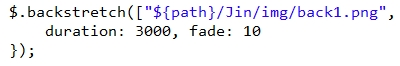 $.backstretch(["${path}/Jin/img/back1.png",
duration: 3000, fade: 10
});